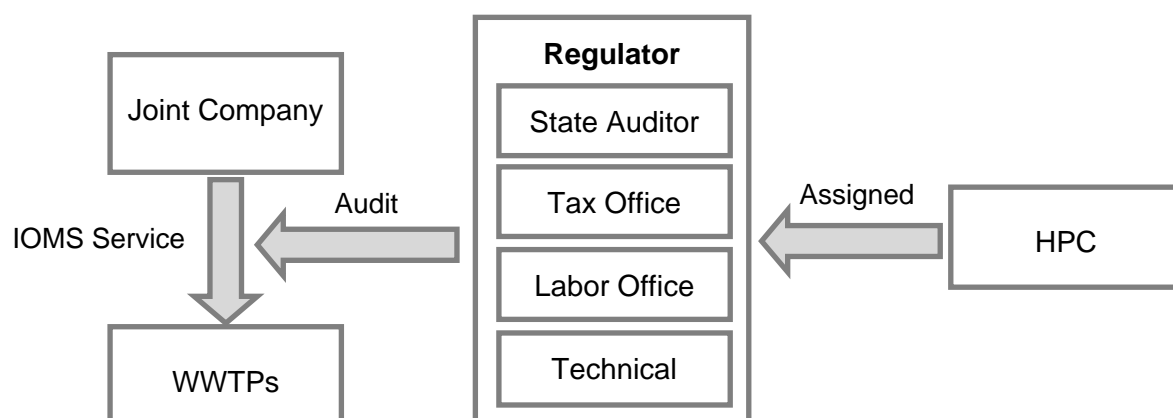 Joint Company
IOMS Service
WWTPs
Audit
Regulator
State Auditor
Tax Office
Labor Office
Technical
Assigned
HPC